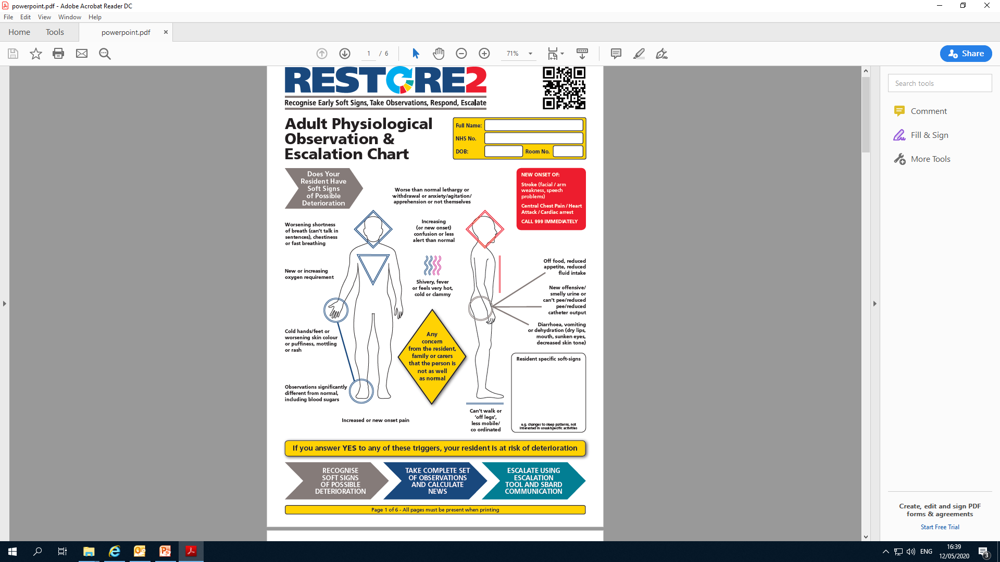 powerpoint.pdf - Adobe Acrobat Reader DC
File Edit View Window Help
Home Tools powerpoint.pdf
1 / 6 71%
Share
RESTORE2
Recognise Early Soft Signs, Take Observations, Respond, Escalate
Adult Physiological
Observation &
Escalation Chart
Full Name:
NHS No.
DOB: Room No.
Does Your
Resident Have
Soft Signs
of Possible
Deterioration
Worse than normal lethargy or
withdrawal or anxiety/agitation/
apprehension or not themselves
NEW ONSET OF:
Stroke (facial / arm
weakness, speech
problems)
Central Chest Pain / Heart
Attack / Cardiac arrest
CALL 999 IMMEDIATELY
Worsening shortness
of breath (can't talk in
sentences), chestiness
or fast breathing
Increasing
(or new onset)
confusion or less
alert than normal
New or increasing
oxygen requirement
Shivery, fever
or feels very hot,
cold or clammy
Off food, reduced
appetite, reduced
fluid intake
New offensive/
smelly urine or
can't pee/reduced
pee/reduced
catheter output
Diarrhoea, vomiting
or dehydration (dry lips,
mouth, sunken eyes,
decreased skin tone)
Cold hands/feet or
worsening skin colour
or puffiness, mottling
or rash
Any
concern
from the resident,
family or carers
that the person is
not as well
as normal
Resident specific soft-signs
e.g. changes to sleep patterns, not
interested in usual/specific activities
Observations significantly
different from normal,
including blood sugars
Increased or new onset pain
Can't walk or
'off legs',
less mobile/
co ordinated
If you answer YES to any of these triggers, your resident is at risk of deterioration
RECOGNISE
SOFT SIGNS
OF POSSIBLE
DETERIORATION
TAKE COMPLETE SET
OF OBSERVATIONS
AND CALCULATE
NEWS
ESCALATE USING
ESCALATION
TOOL AND SBARD
COMMUNICATION
Page 1 of 6 - All pages must be present when printing
Search tools
Comment
Fill & Sign
More Tools
Create, edit and sign PDF
forms & agreements
Start Free Trial
ENG
16:39
12/05/2020
3